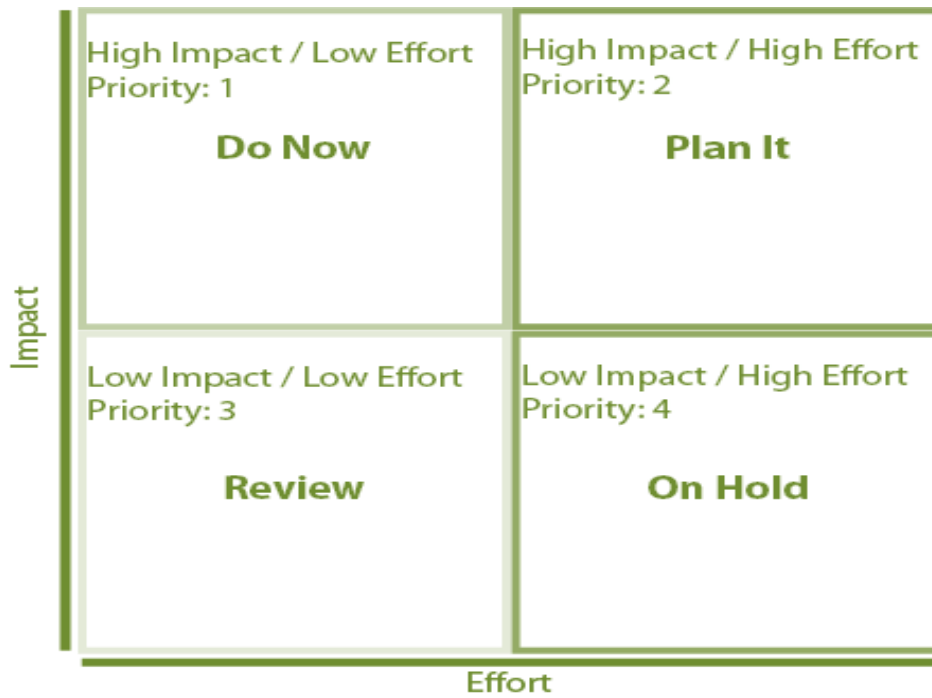 High Impact / Low Effort
Priority: 1
Do Now
High Impact / High Effort
Priority: 2
Plan It
Impact
Low Impact / Low Effort
Priority: 3
Review
Low Impact / High Effort
Priority: 4
On Hold
Effort